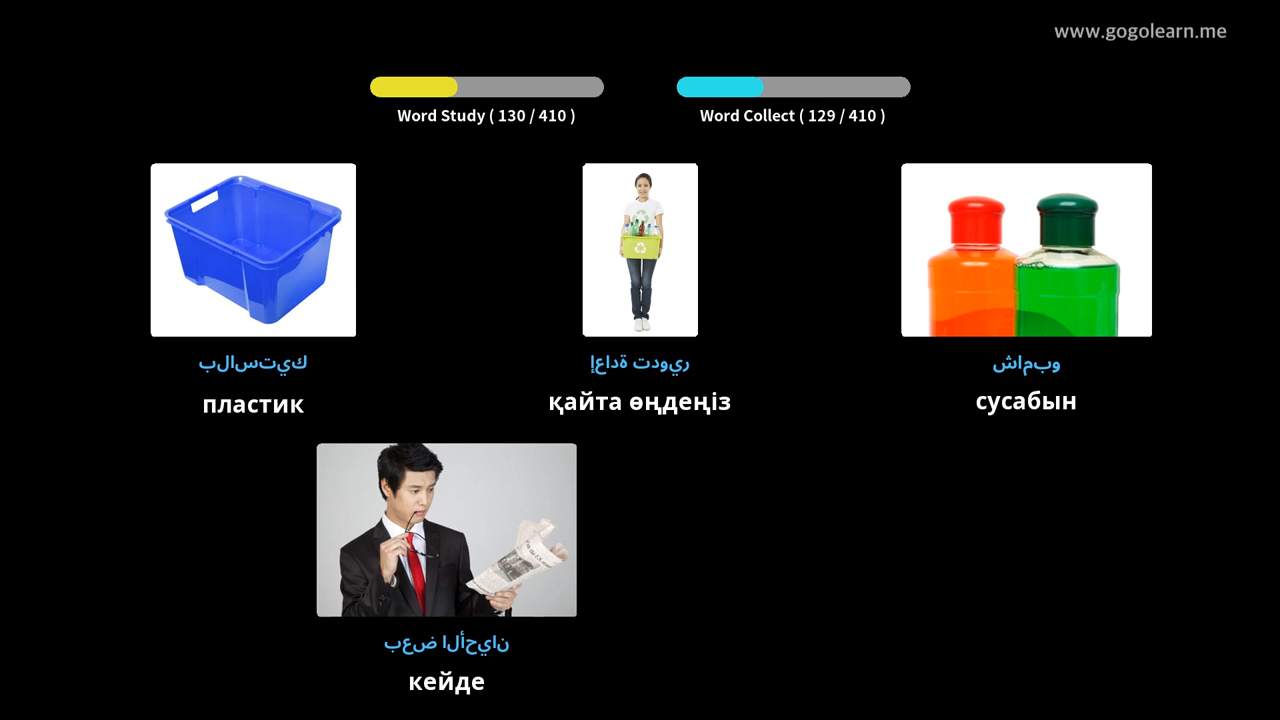 www.gogolearn.me
Word Study ( 130 / 410 )
Word Collect ( 129 / 410 )
بلاستيك
пластик
إعادة تدوير
қайта өңдеңіз
شامبو
сусабын
بعض الأحيان
кейде